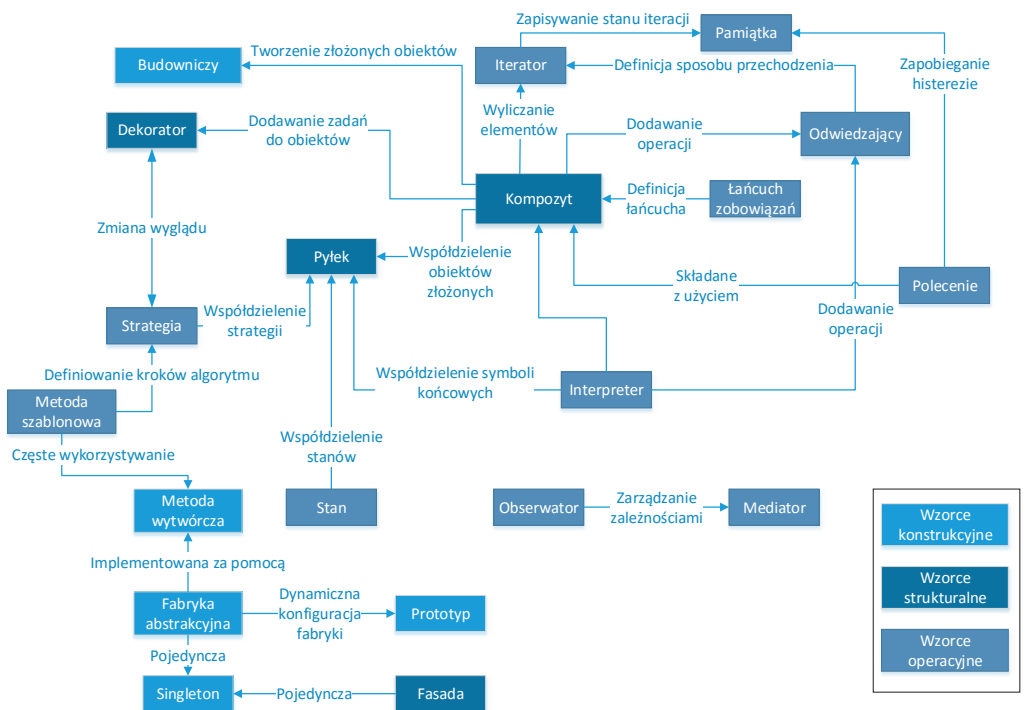 Zapisywanie stanu iteracji
Pamiątka
Tworzenie złożonych obiektów
Budowniczy
Iterator
Definicja sposobu przechodzenia
Zapobieganie
histerezie
Wyliczanie
elementów
Dekorator
Dodawanie zadań
do obiektów
Dodawanie
operacji
Odwiedzający
Kompozyt
Definicja
łańcucha
Łańcuch
zobowiązań
Zmiana wyglądu
Pyłek
Współdzielenie
obiektów
złożonych
Składane
z użyciem
Polecenie
Strategia
Współdzielenie
strategii
Dodawanie
operacji
Definiowanie kroków algorytmu
Metoda
szablonowa
Współdzielenie symboli
końcowych
Interpreter
Częste wykorzystywanie
Współdzielenie
stanów
Metoda
wytwórcza
Stan
Obserwator
Zarządzanie
zależnościami
Mediator
Implementowana za pomocą
Fabryka
abstrakcyjna
Dynamiczna
konfiguracja
fabryki
Prototyp
Pojedyncza
Singleton
Pojedyncza
Fasada
Wzorce
konstrukcyjne
Wzorce
strukturalne
Wzorce
operacyjne